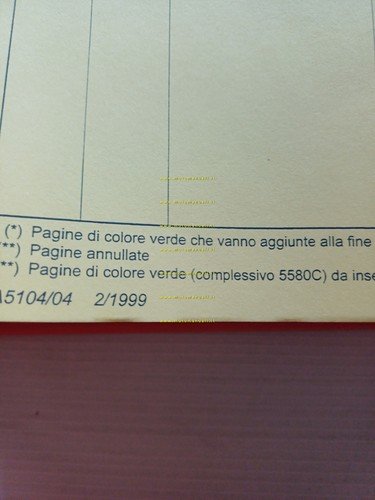 (*) Pagine di colore verde che vanno aggiunte alla fine
**) Pagine annullate
**) Pagine di colore verde (complessivo 5580C) da inse
A5104/04 2/1999